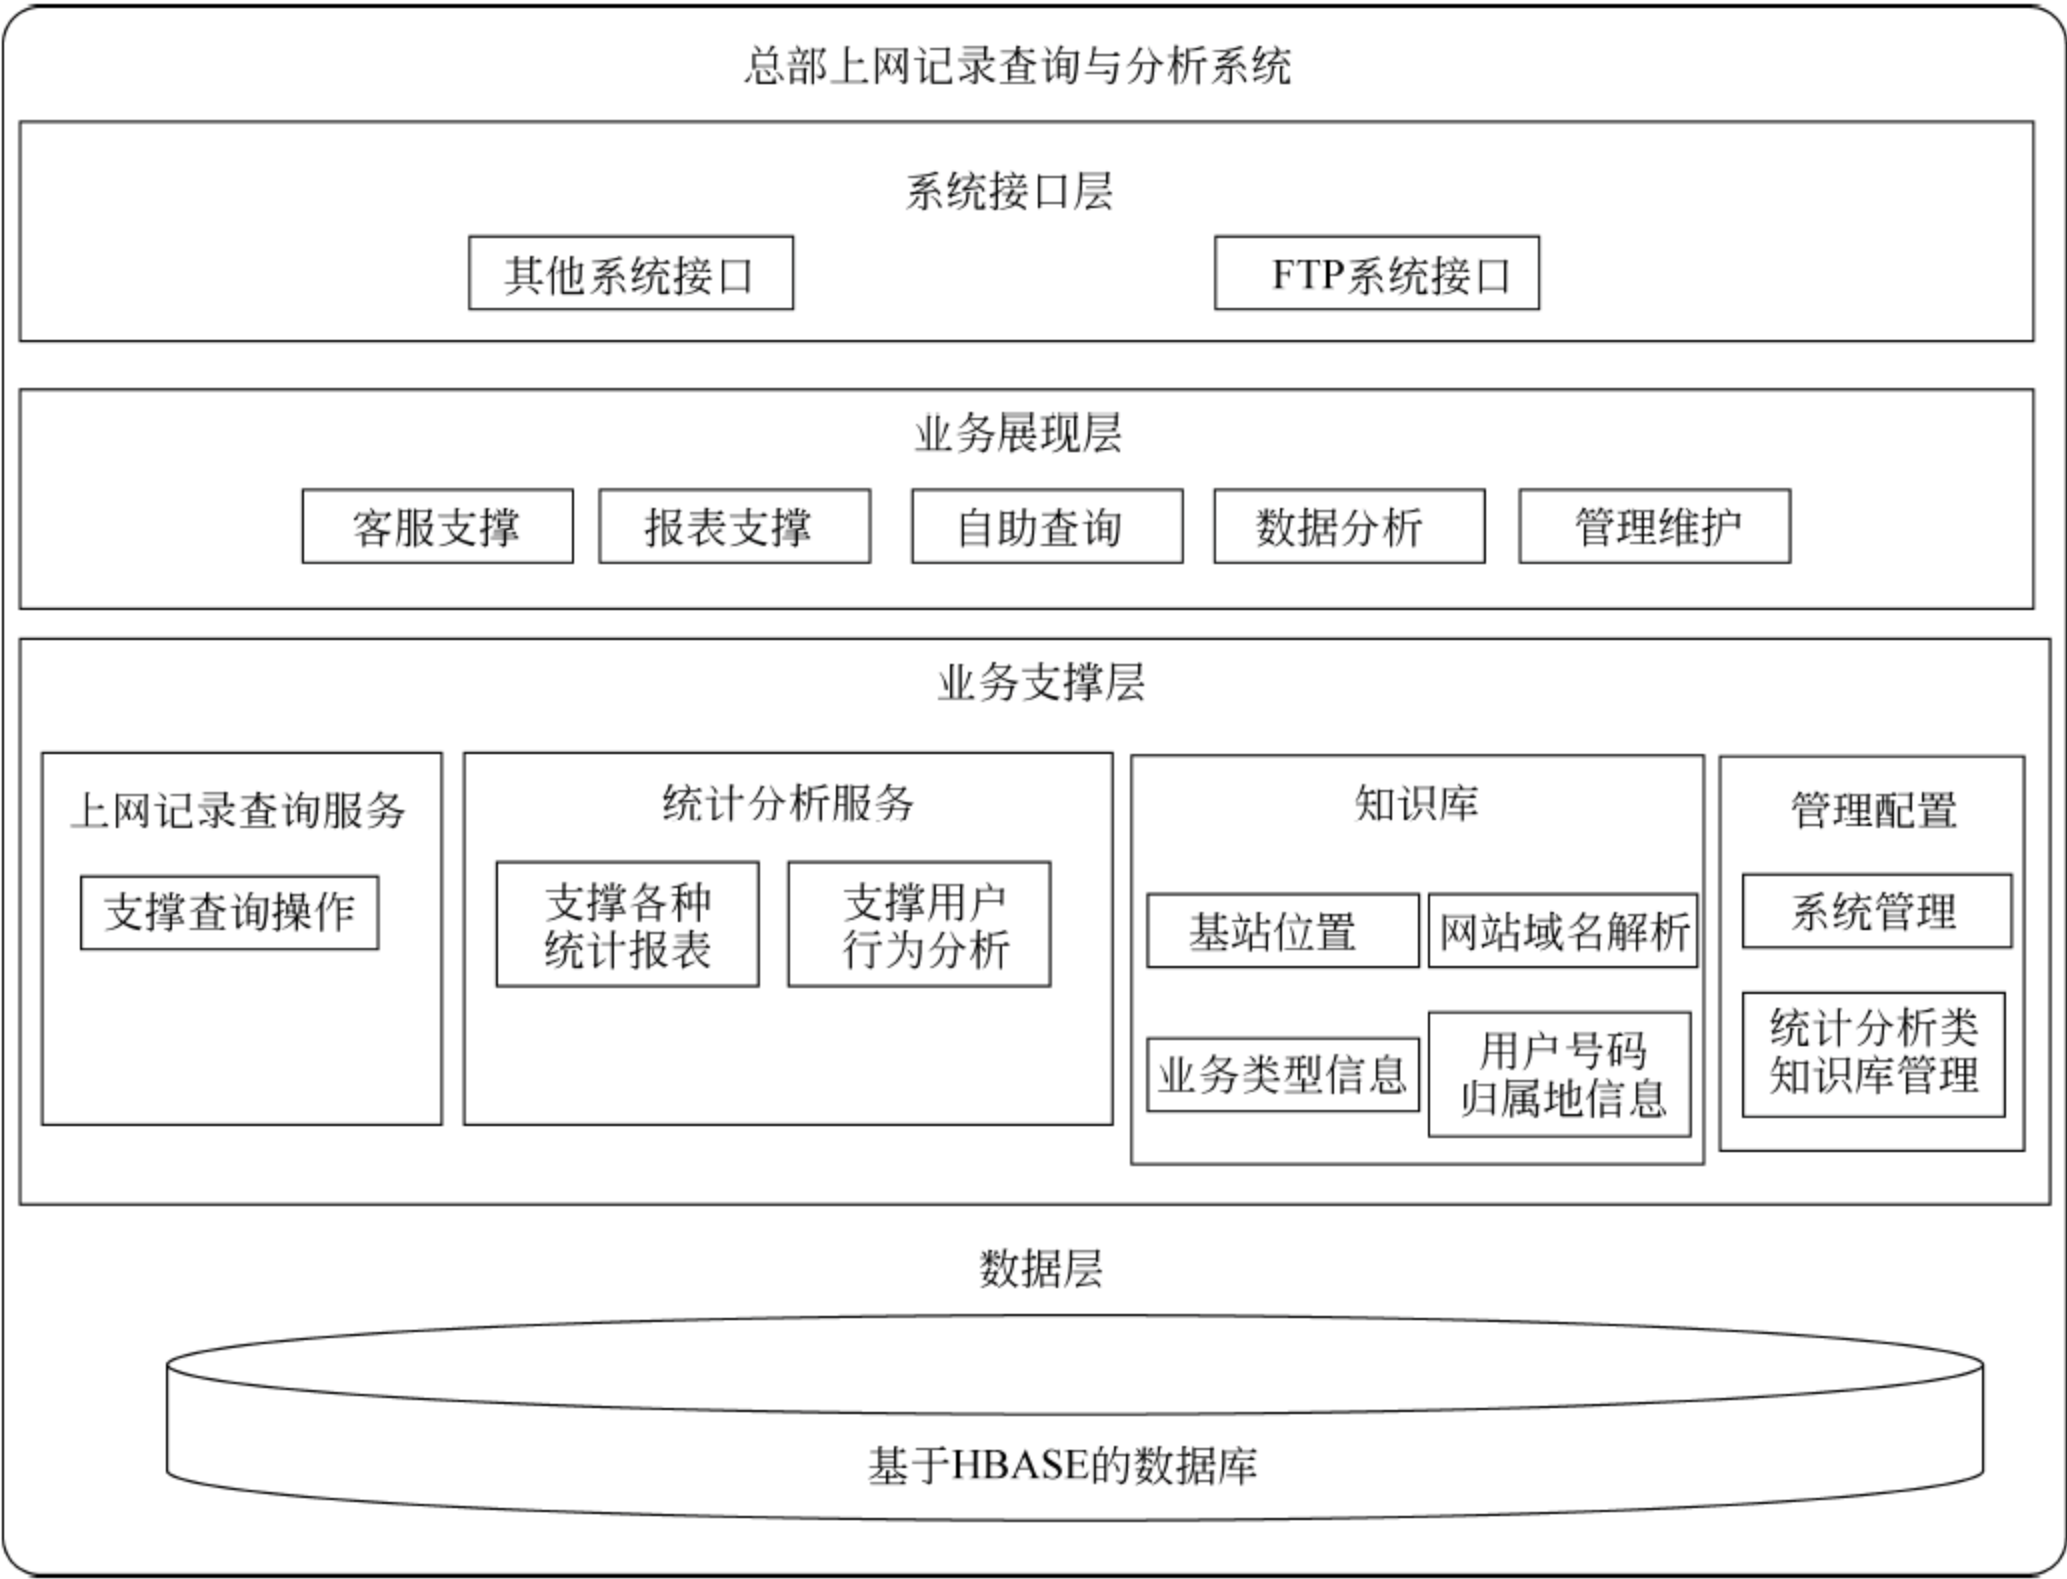 总部上网记录查询与分析系统
系统接口层
其他系统接口
FTP系统接口
业务展现层
客服支撑
报表支撑
自助查询
数据分析
管理维护
业务支撑层
上网记录查询服务
支撑查询操作
统计分析服务
支撑各种
统计报表
支撑用户
行为分析
知识库
基站位置
网站域名解析
业务类型信息
用户号码
归属地信息
管理配置
系统管理
统计分析类
知识库管理
数据层
基于HBASE的数据库